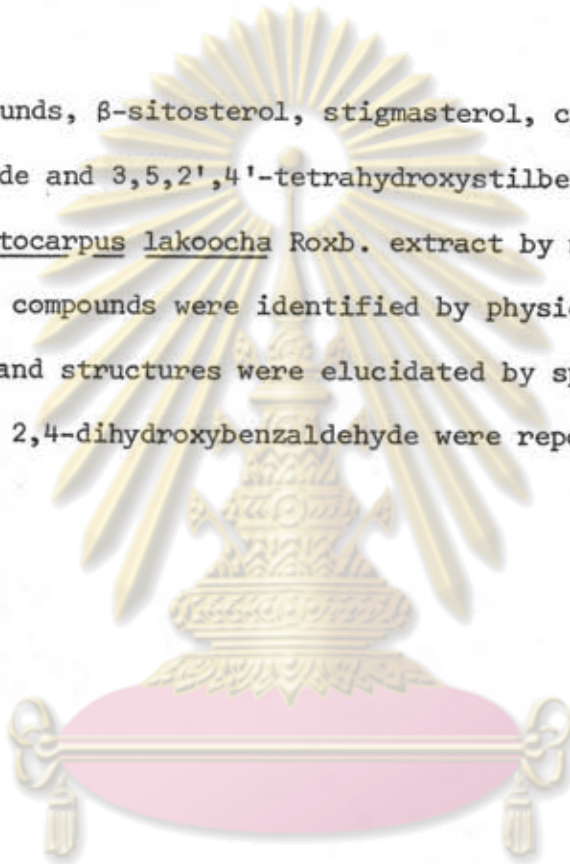 unds, β-sitosterol, stigmasterol, c
de and 3,5,2',4'-tetrahydroxystilbe
tocarpus lakoocha Roxb. extract by
compounds were identified by physi
and structures were elucidated by s
2,4-dihydroxybenzaldehyde were repo